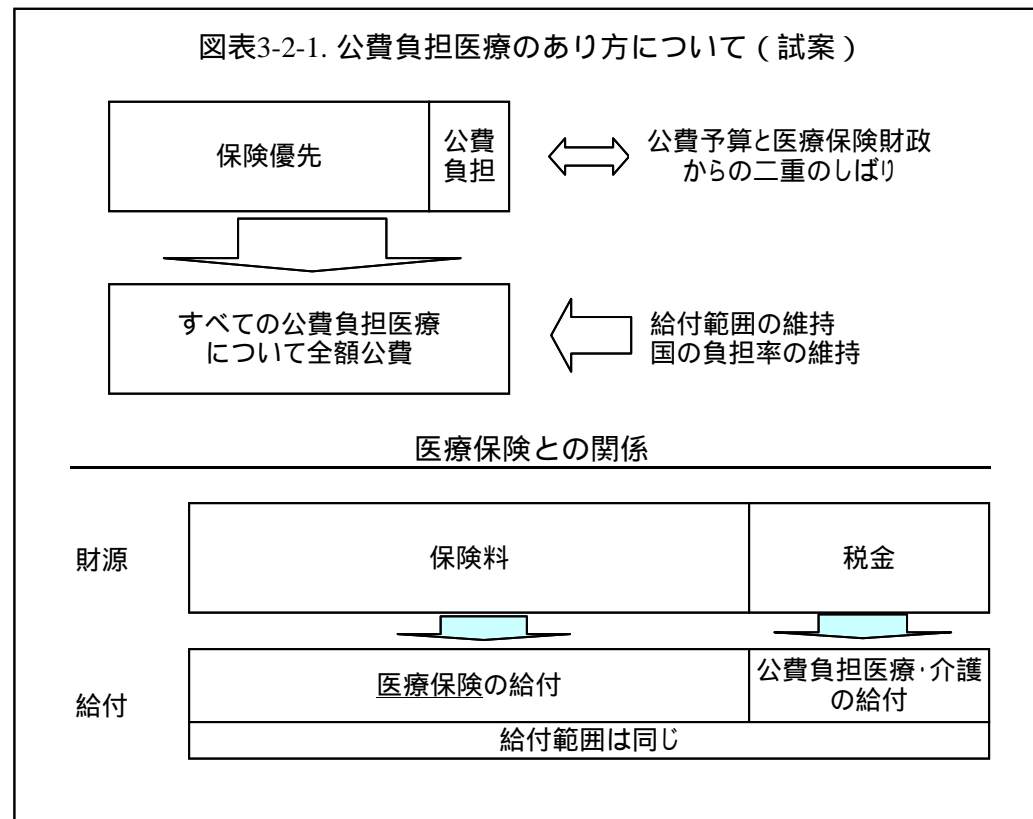 図表3-2-1. 公費負担医療のあり方について（試案）
保険優先
公費
負担
公費予算と医療保険財政
からの二重のしばり
すべての公費負担医療
について全額公費
給付範囲の維持
国の負担率の維持
医療保険との関係
財源
保険料
税金
給付
医療保険の給付
公費負担医療・介護
の給付
給付範囲は同じ